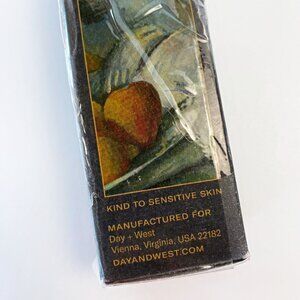 KIND TO SENSITIVE SKIN
MANUFACTURED FOR
Day + West
Vienna, Virginia, USA 22182
DAYANDWEST.COM